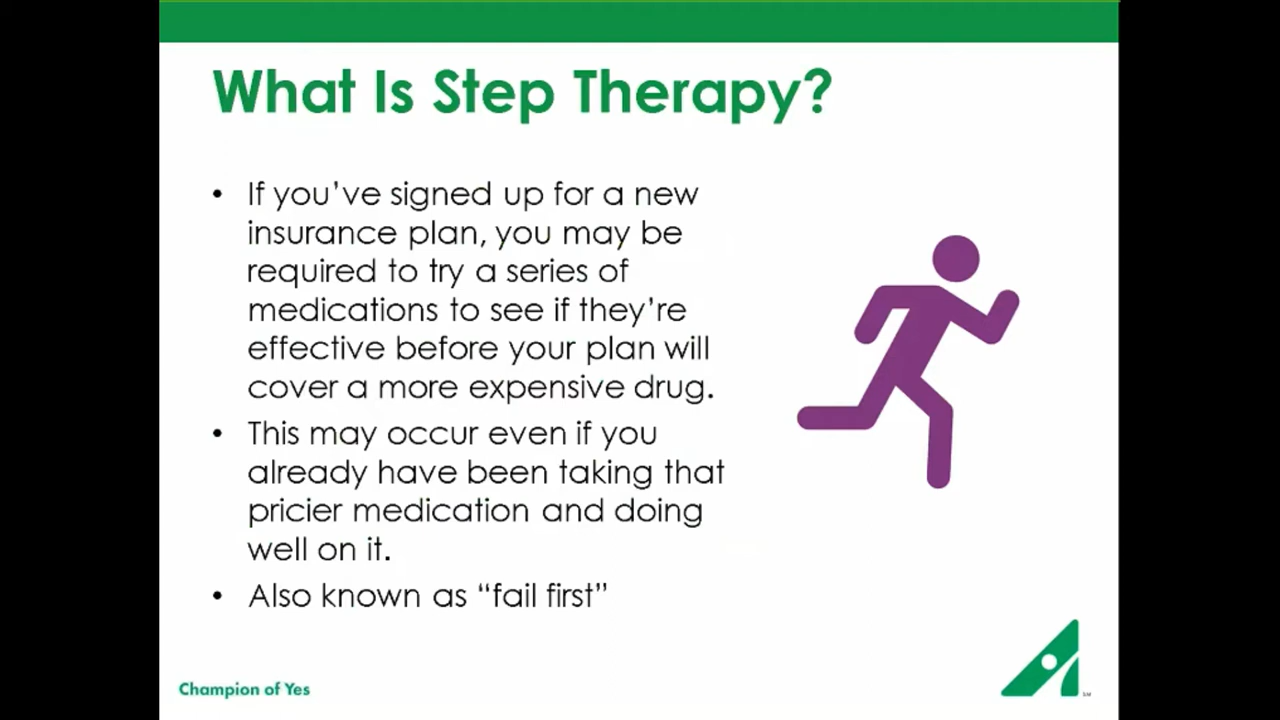 What Is Step Therapy?
• If you’ve signed up for a new
insurance plan, you may be
required to try a series of
medications to see if they’re
effective before your plan will
cover a more expensive drug.
• This may occur even if you
already have been taking that
pricier medication and doing
well on it.
• Also known as “fail first”
Champion of Yes
SM